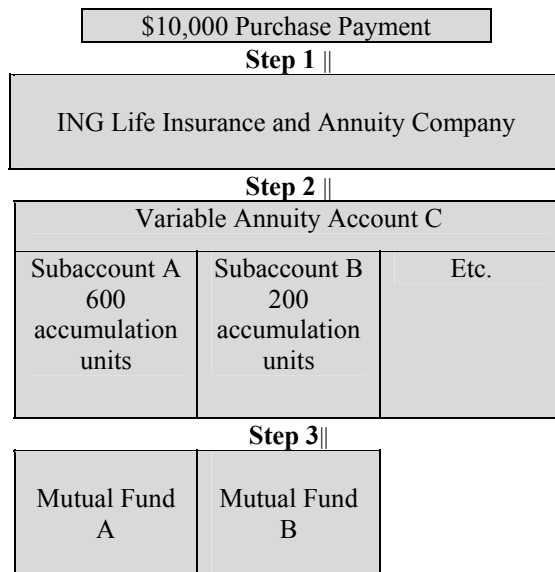 $10,000 Purchase Payment
Step 1 ||
ING Life Insurance and Annuity Company
Step 2 ||
Variable Annuity Account C
Subaccount A
600
accumulation
units
Subaccount B
200
accumulation
units
Etc.
Step 3||
Mutual Fund
A
Mutual Fund
B